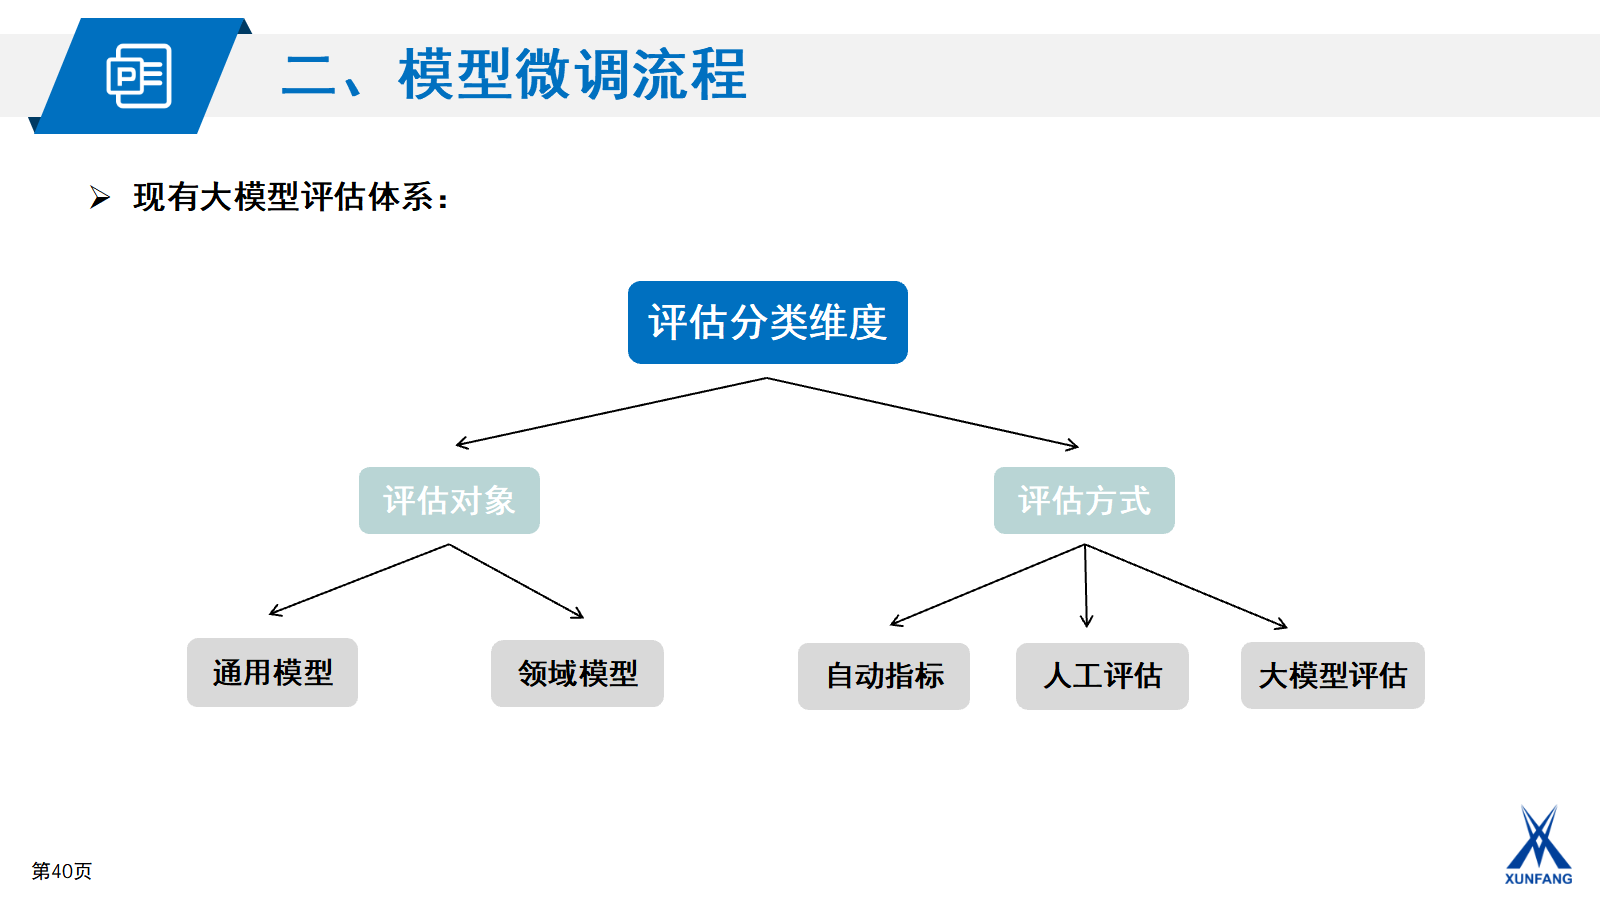 P
二、模型微调流程
现有大模型评估体系：
评估分类维度
评估对象
评估方式
通用模型
领域模型
自动指标
人工评估
大模型评估
第40页
XUNFANG